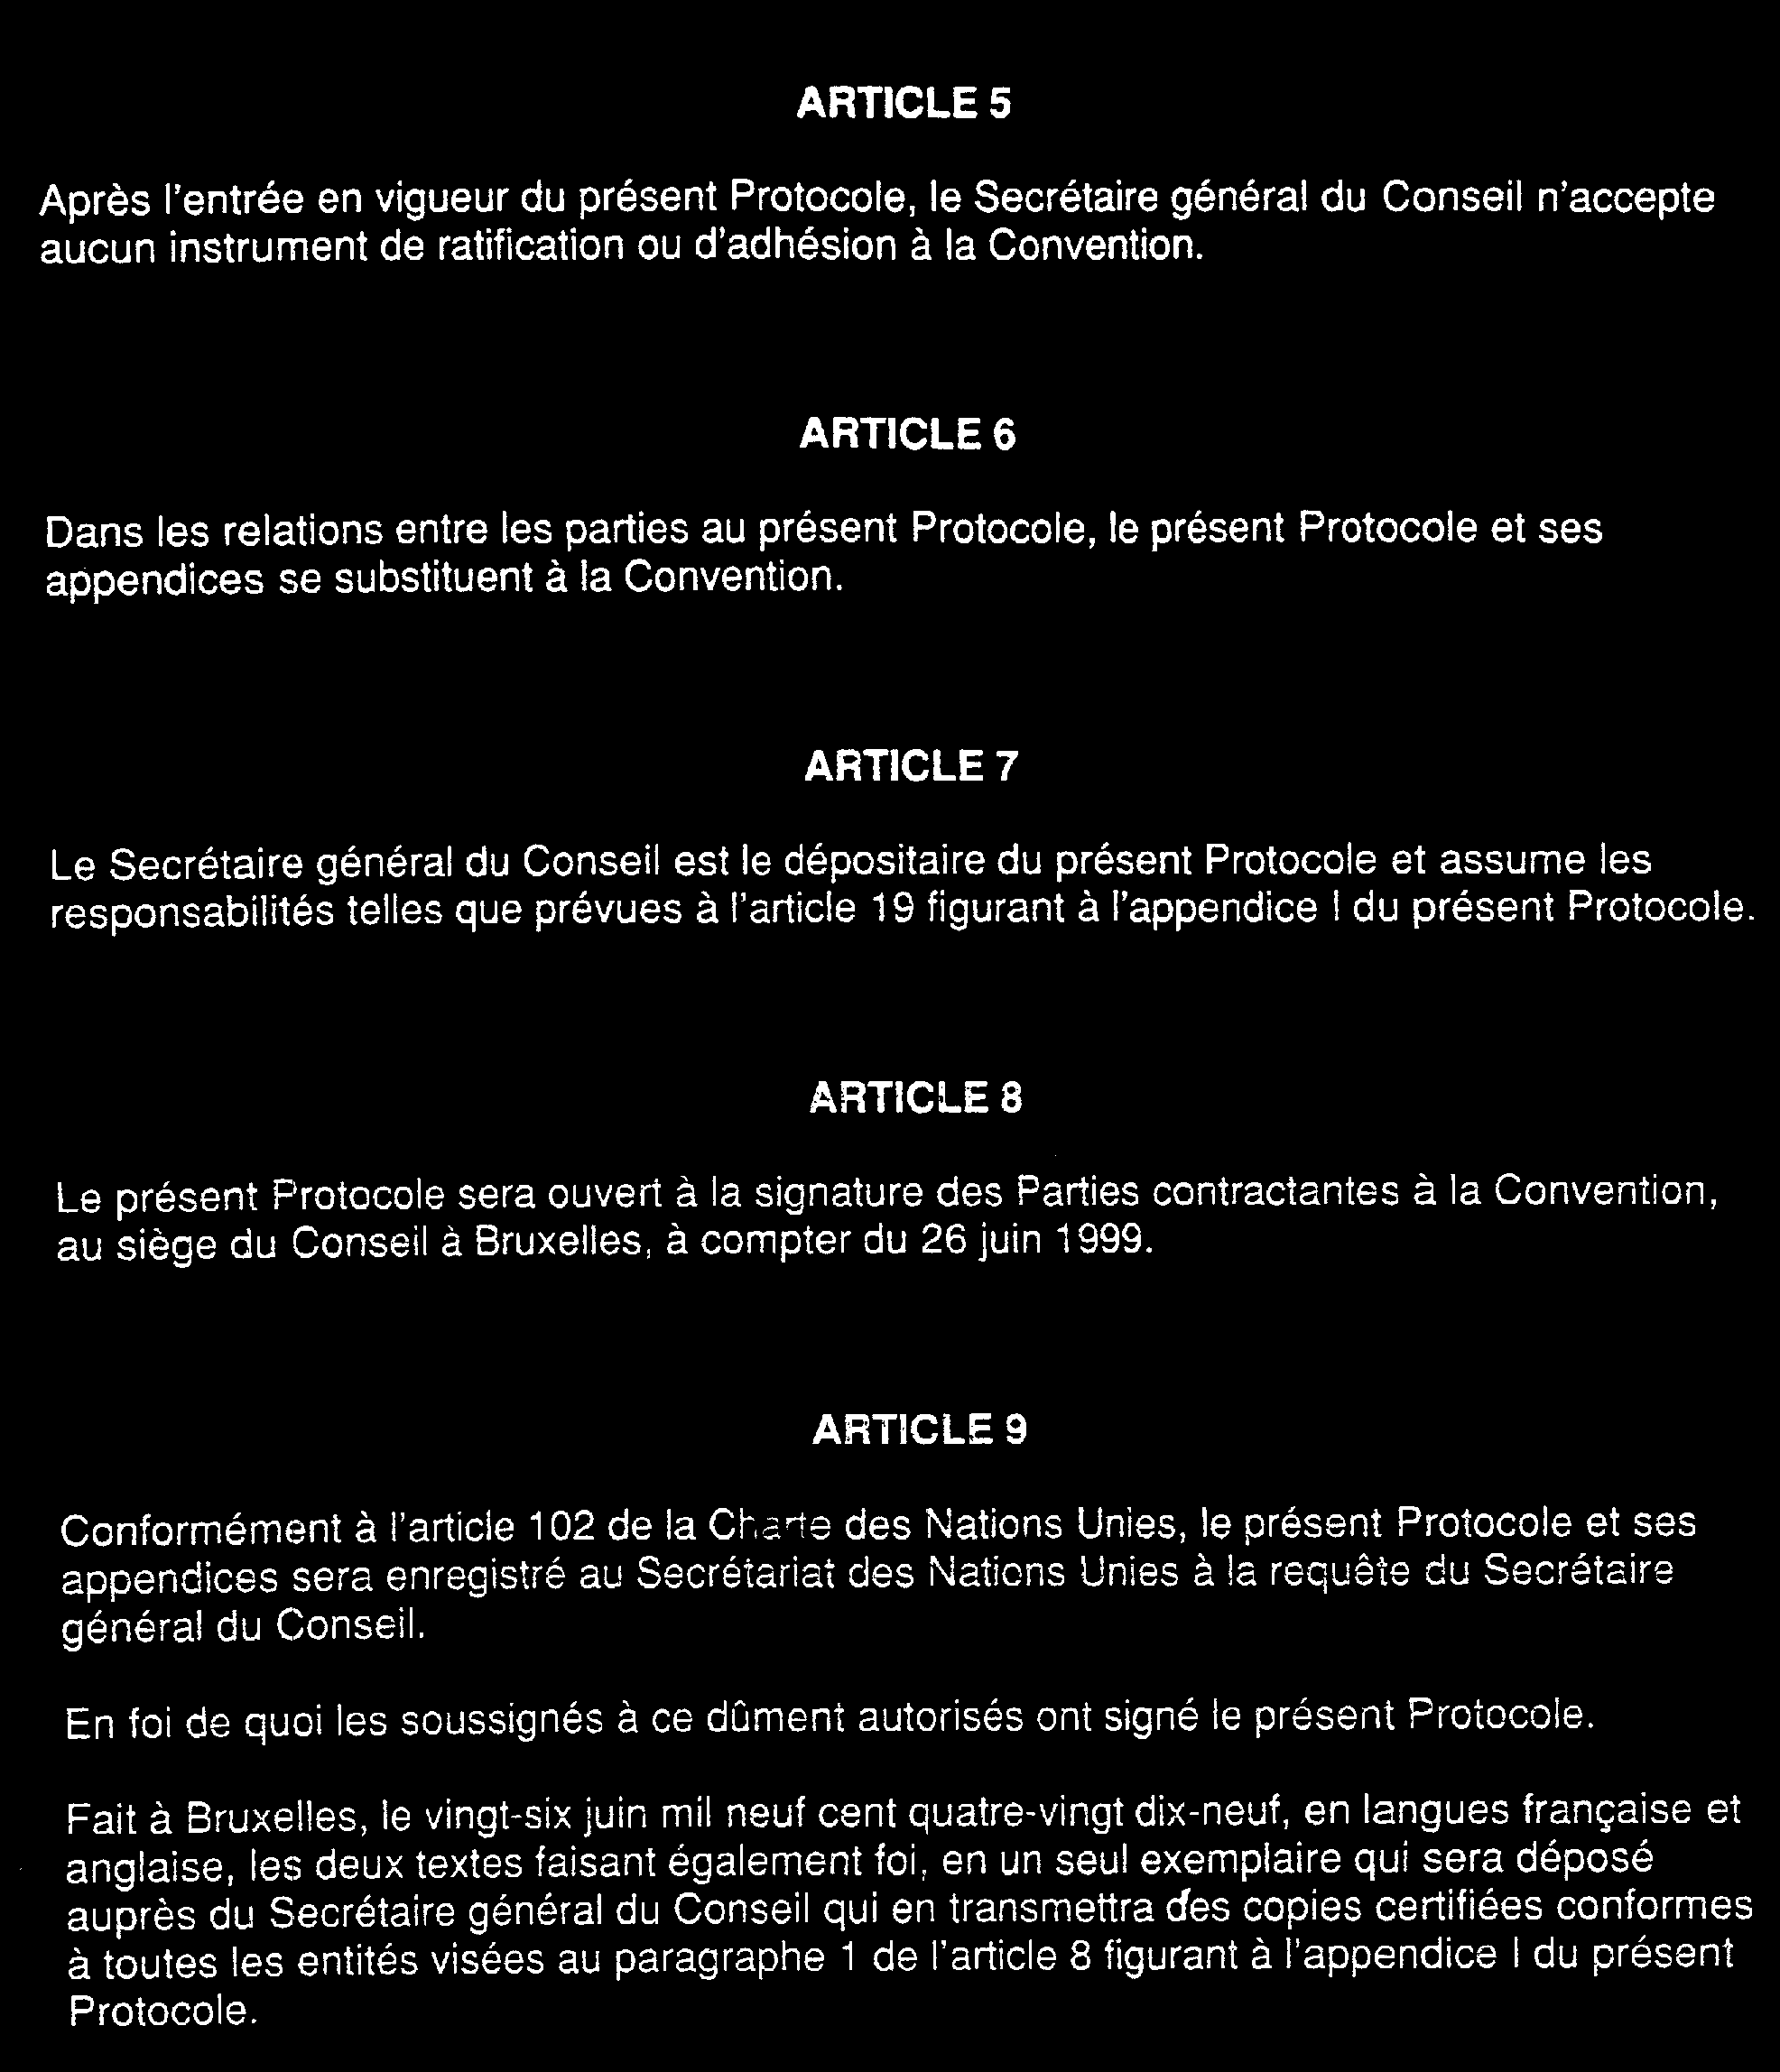 ARTICLE 5
Après l'entrée en vigueur du présent Protocole, le Secrétaire général du Conseil n'accepte
aucun instrument de ratification ou d'adhésion à la Convention.
ARTICLE 6
Dans les relations entre les parties au présent Protocole, le présent Protocole et ses
appendices se substituent à la Convention.
ARTICLE 7
Le Secrétaire général du Conseil est le dépositaire du présent Protocole et assume les
responsabilités telles que prévues à l'article 19 figurant à l'appendice I du présent Protocole.
ARTICLE 8
Le présent Protocole sera ouvert à la signature des Parties contractantes à la Convention,
au siège du Conseil à Bruxelles, à compter du 26 juin 1999.
ARTICLE 9
Conformément à l'article 102 de la Charte des Nations Unies, le présent Protocole et ses
appendices sera enregistré au Secrétariat des Nations Unies à la requête du Secrétaire
général du Conseil.
En foi de quoi les soussignés à ce dûment autorisés ont signé le présent Protocole.
Fait à Bruxelles, le vingt-six juin mil neuf cent quatre-vingt dix-neuf, en langues française et
anglaise, les deux textes faisant également foi, en un seul exemplaire qui sera déposé
auprès du Secrétaire général du Conseil qui en transmettra des copies certifiées conformes
à toutes les entités visées au paragraphe 1 de l'article 8 figurant à l'appendice I du présent
Protocole.